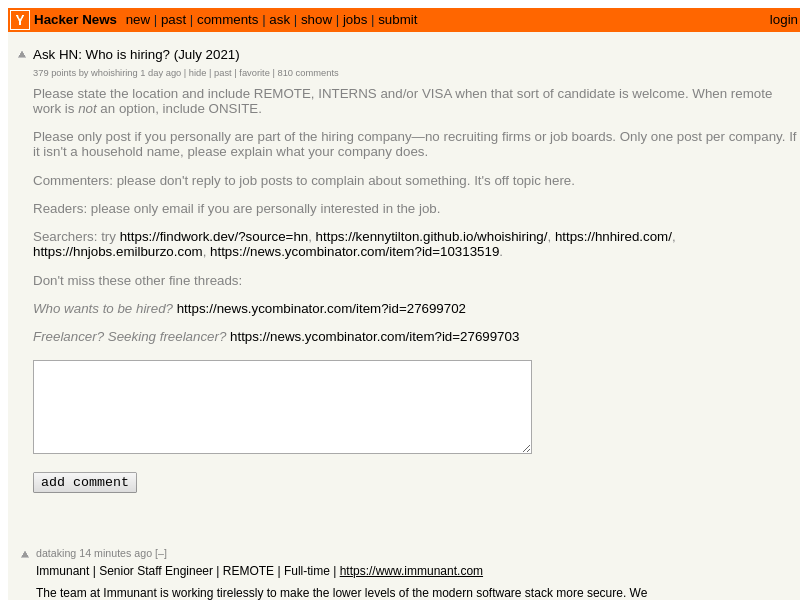 Y Hacker News new | past | comments | ask | show | jobs | submit login
Ask HN: Who is hiring? (July 2021)
379 points by whoishiring 1 day ago | hide | past | favorite | 810 comments
Please state the location and include REMOTE, INTERNS and/or VISA when that sort of candidate is welcome. When remote
work is not an option, include ONSITE.
Please only post if you personally are part of the hiring company—no recruiting firms or job boards. Only one post per company. If
it isn't a household name, please explain what your company does.
Commenters: please don't reply to job posts to complain about something. It's off topic here.
Readers: please only email if you are personally interested in the job.
Searchers: try https://findwork.dev/?source=hn, https://kennytilton.github.io/whoishiring/, https://hnhired.com/,
https://hnjobs.emilburzo.com, https://news.ycombinator.com/item?id=10313519.
Don't miss these other fine threads:
Who wants to be hired? https://news.ycombinator.com/item?id=27699702
Freelancer? Seeking freelancer? https://news.ycombinator.com/item?id=27699703
add comment
dataking 14 minutes ago [–]
Immunant | Senior Staff Engineer | REMOTE | Full-time | https://www.immunant.com
The team at Immunant is working tirelessly to make the lower levels of the modern software stack more secure. We